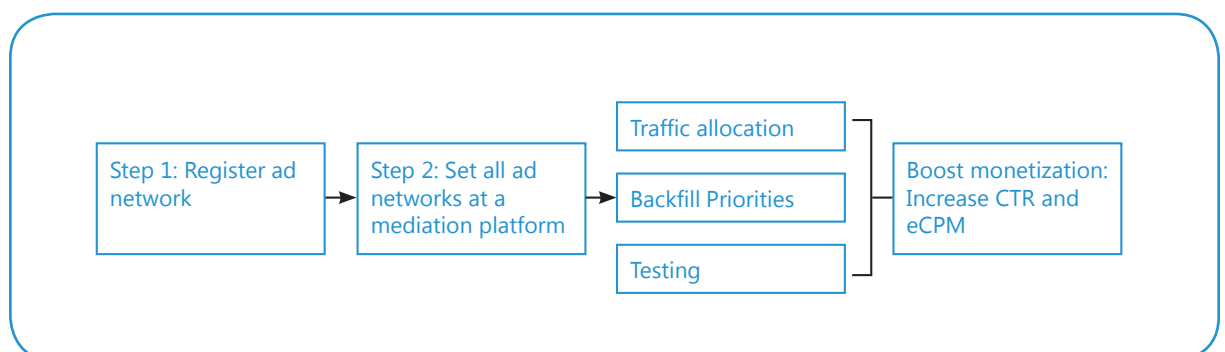 Step 1: Register ad
network
Step 2: Set all ad
networks at a
mediation platform
Traffic allocation
Backfill Priorities
Testing
Boost monetization:
Increase CTR and
eCPM